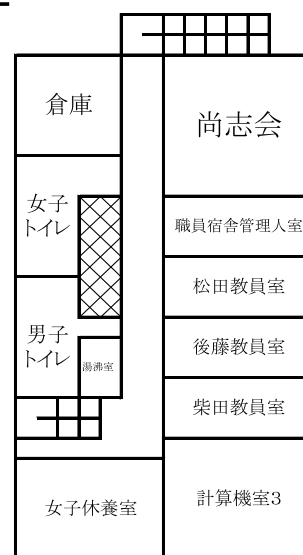 倉庫
尚志会
女子
トイレ
職員宿舎管理人室
松田教員室
男子
トイレ
湯沸室
後藤教員室
柴田教員室
女子休養室
計算機室3